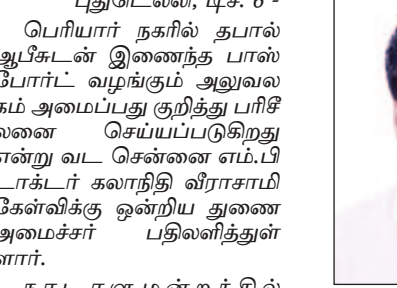 புதுடெல்லி, டிச. 6 -
பெரியார் நகரில் தபால்
ஆபீசுடன் இணைந்த பாஸ்
போர்ட் வழங்கும் அலுவல
கம் அமைப்பது குறித்து பரிசீ
லனை செய்யப்படுகிறது
என்று வட சென்னை எம்.பி
டாக்டர் கலாநிதி வீராசாமி
கேள்விக்கு ஒன்றிய துணை
அமைச்சர் பதிலளித்துள்
ளார்.